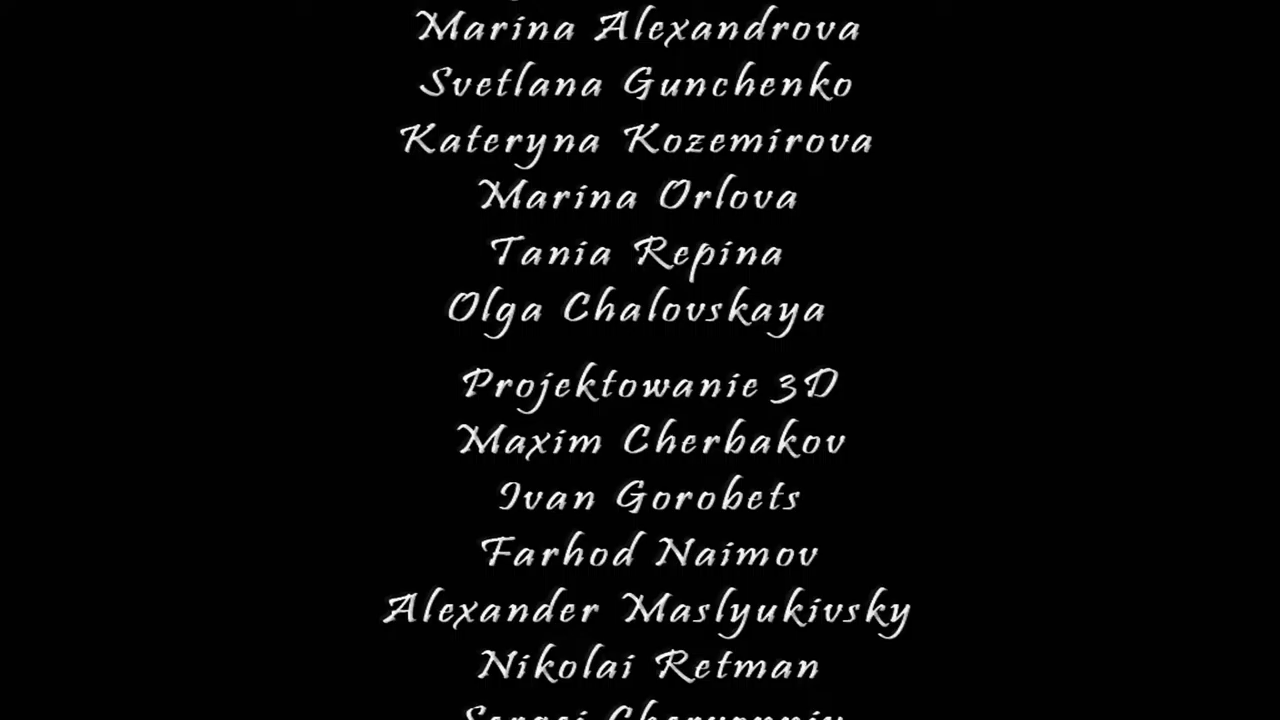 Marina Alexandrova
Svetlana Gunchenko
Kateryna Kozemirova
Marina Orlova
Tania Repina
Olga Chalovskaya
Projektowanie 3D
Maxim Cherbakov
Ivan Gorobets
Farhod Naimov
Alexander Maslyukivsky
Nikolai Retman
Sergei